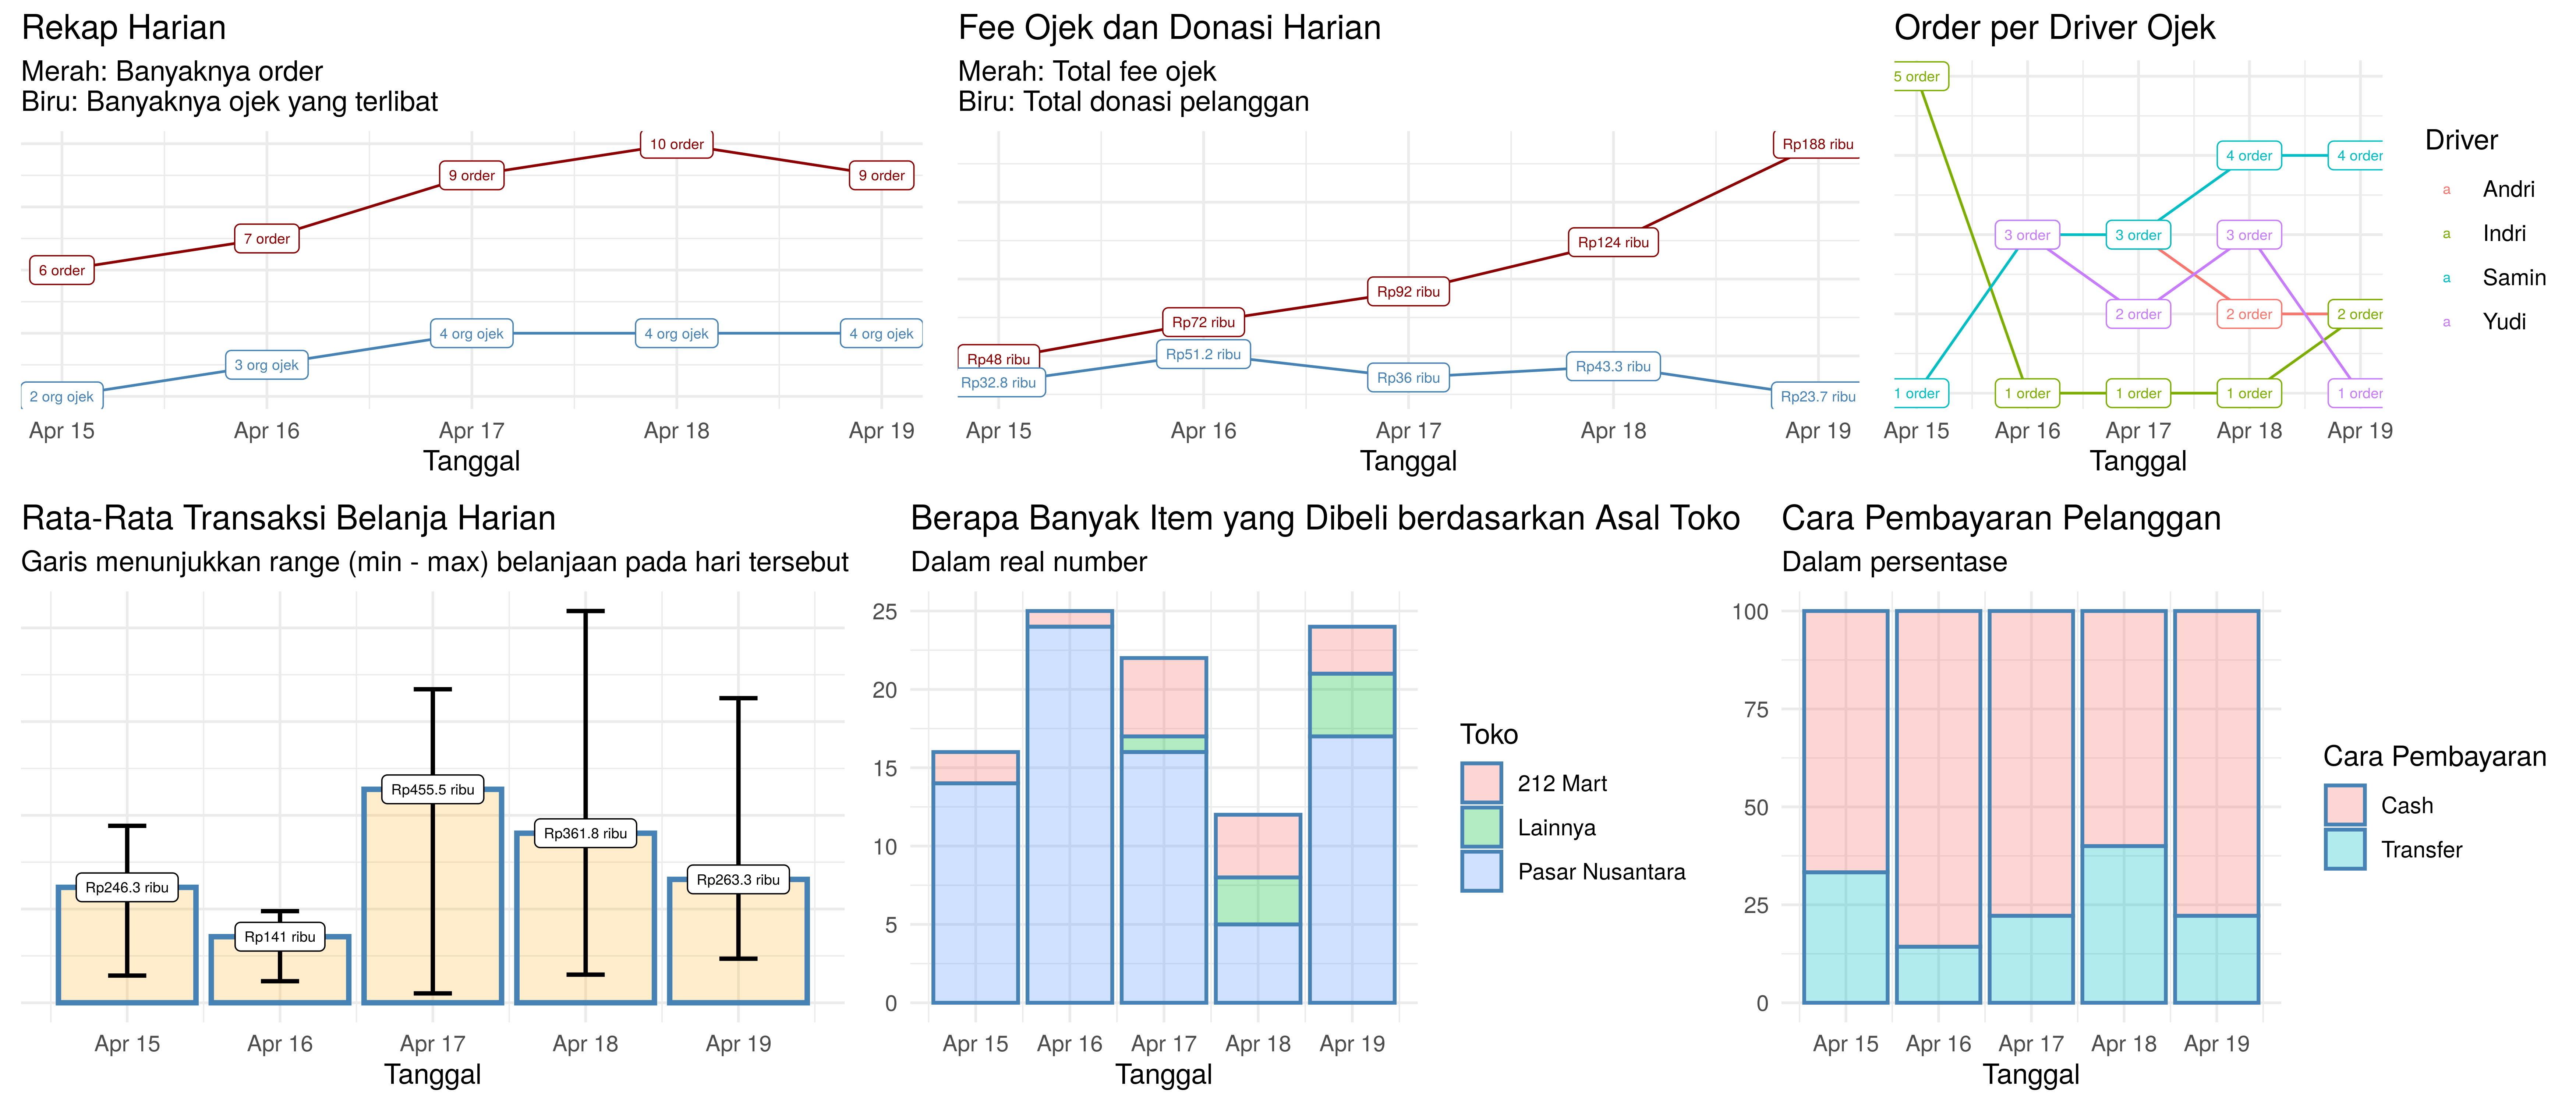 Rekap Harian
Merah: Banyaknya order
Biru: Banyaknya ojek yang terlibat
6 order
7 order
9 order
10 order
9 order
2 org ojek
3 org ojek
4 org ojek
4 org ojek
4 org ojek
Apr 15 Apr 16 Apr 17 Apr 18 Apr 19
Tanggal
Fee Ojek dan Donasi Harian
Merah: Total fee ojek
Biru: Total donasi pelanggan
Rp48 ribu
Rp72 ribu
Rp92 ribu
Rp124 ribu
Rp188 ribu
Rp32.8 ribu
Rp51.2 ribu
Rp36 ribu
Rp43.3 ribu
Rp23.7 ribu
Apr 15 Apr 16 Apr 17 Apr 18 Apr 19
Tanggal
Order per Driver Ojek
5 order
4 order 4 order
3 order 3 order 3 order
2 order 2 order 2 order
1 order 1 order 1 order 1 order 1 order
Apr 15 Apr 16 Apr 17 Apr 18 Apr 19
Tanggal
Driver
a Andri
a Indri
a Samin
a Yudi
Rata-Rata Transaksi Belanja Harian
Garis menunjukkan range (min - max) belanjaan pada hari tersebut
Rp246.3 ribu
Rp141 ribu
Rp455.5 ribu
Rp361.8 ribu
Rp263.3 ribu
Apr 15 Apr 16 Apr 17 Apr 18 Apr 19
Tanggal
Berapa Banyak Item yang Dibeli berdasarkan Asal Toko
Dalam real number
25
20
15
10
5
0
Apr 15 Apr 16 Apr 17 Apr 18 Apr 19
Tanggal
Toko
212 Mart
Lainnya
Pasar Nusantara
Cara Pembayaran Pelanggan
Dalam persentase
100
75
50
25
0
Apr 15 Apr 16 Apr 17 Apr 18 Apr 19
Tanggal
Cara Pembayaran
Cash
Transfer